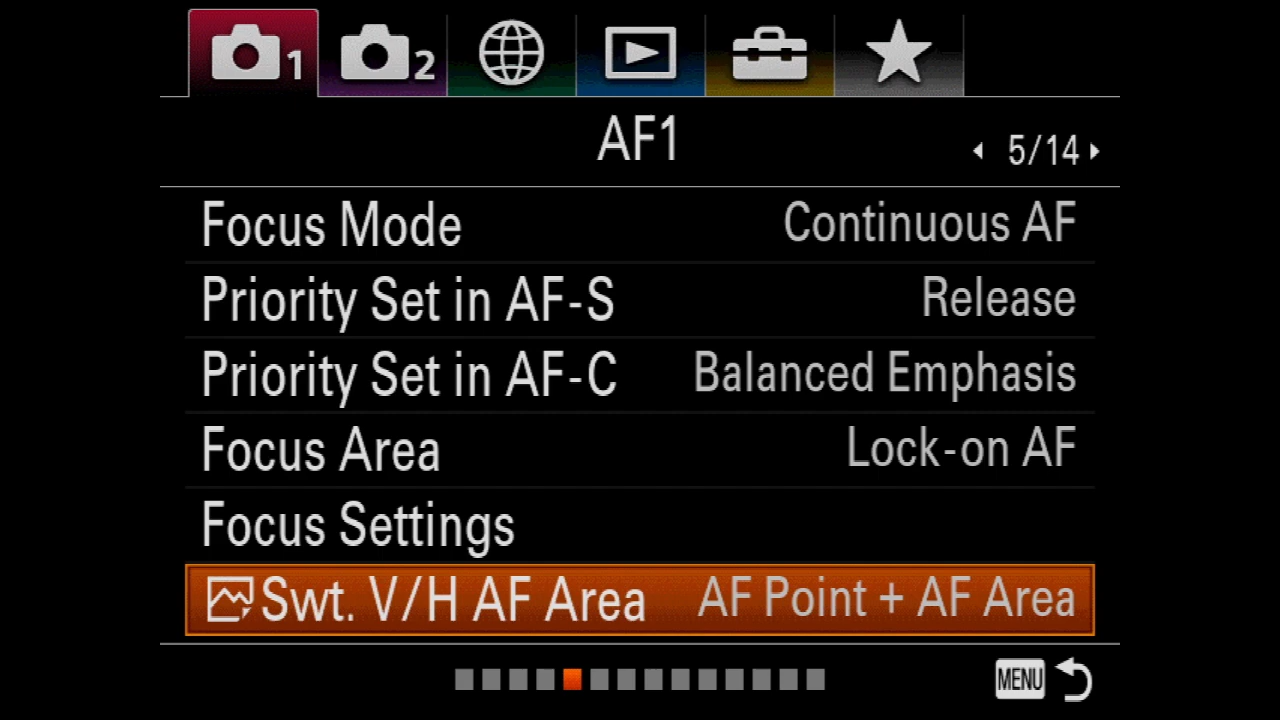 1 2
AF1 5/14
Focus Mode Continuous AF
Priority Set in AF-S Release
Priority Set in AF-C Balanced Emphasis
Focus Area Lock-on AF
Focus Settings
Swt. V/H AF Area AF Point + AF Area
MENU